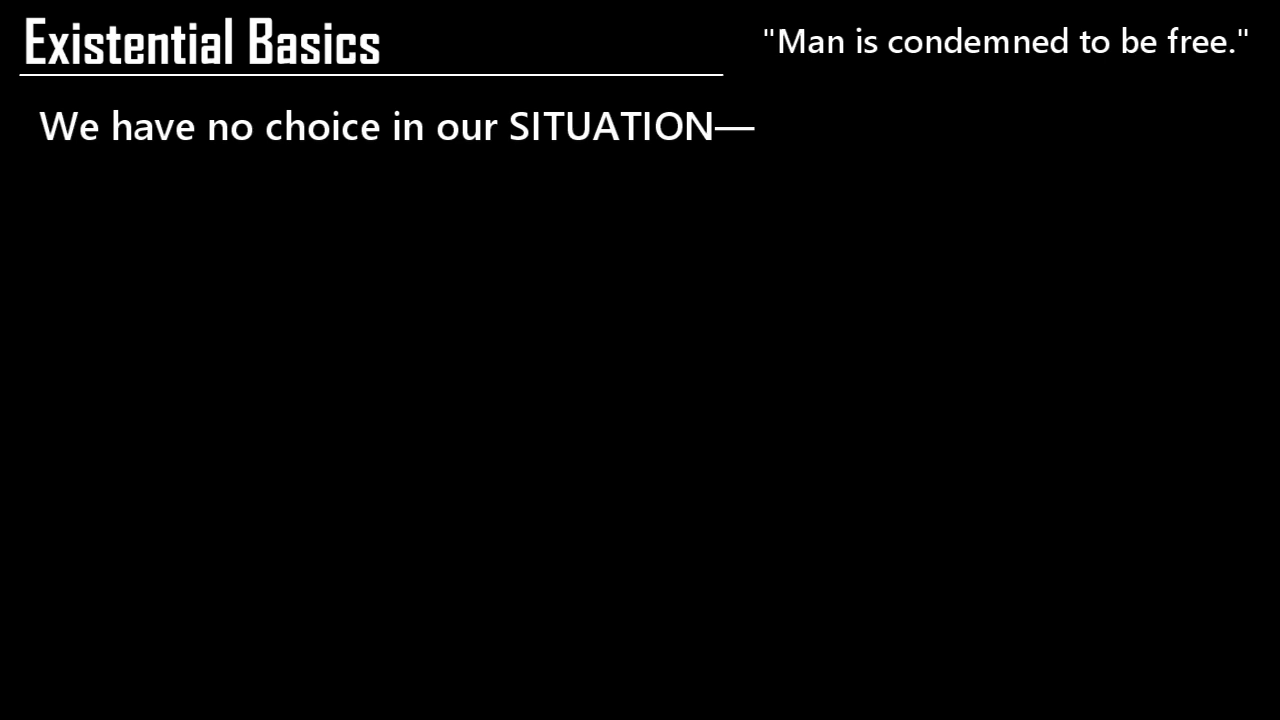 Existential Basics
"Man is condemned to be free."
We have no choice in our SITUATION—